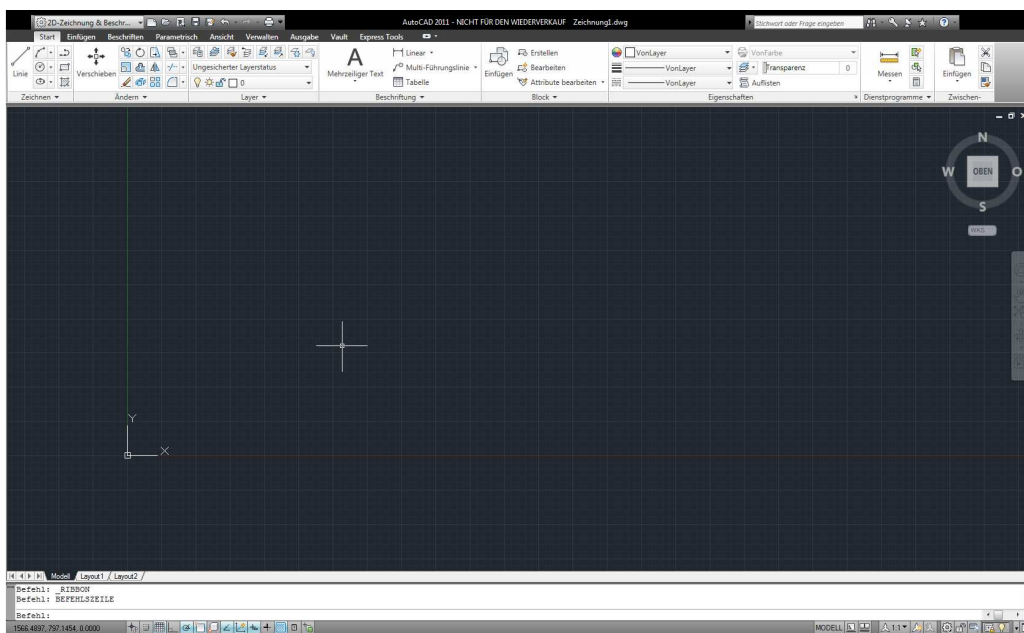 2D-Zeichnung & Beschr...
AutoCAD 2011 - NICHT FÜR DEN WIEDERVERKAUF Zeichnung1.dwg
Stichwort oder Frage eingeben
Start Einfügen Beschriften Parametrisch Ansicht Verwalten Ausgabe Vault Express Tools
Linie
Verschieben
Ungesicherter Layerstatus
0
A
Mehrzeiliger Text
Linear
Multi-Führungslinie
Tabelle
Einfügen
Erstellen
Bearbeiten
Attribute bearbeiten
VonLayer
VonLayer
VonLayer
VonFarbe
Transparenz 0
Auflisten
Messen
Einfügen
Zeichnen Ändern Layer Beschriftung Block Eigenschaften Dienstprogramme Zwischen-
N
W OBEN O
S
WKS
Y
X
Modell Layout1 Layout2
Befehl: _RIBBON
Befehl: BEFEHLSZEILE
Befehl:
1566.4897, 797.1454, 0.0000
MODELL
1:1